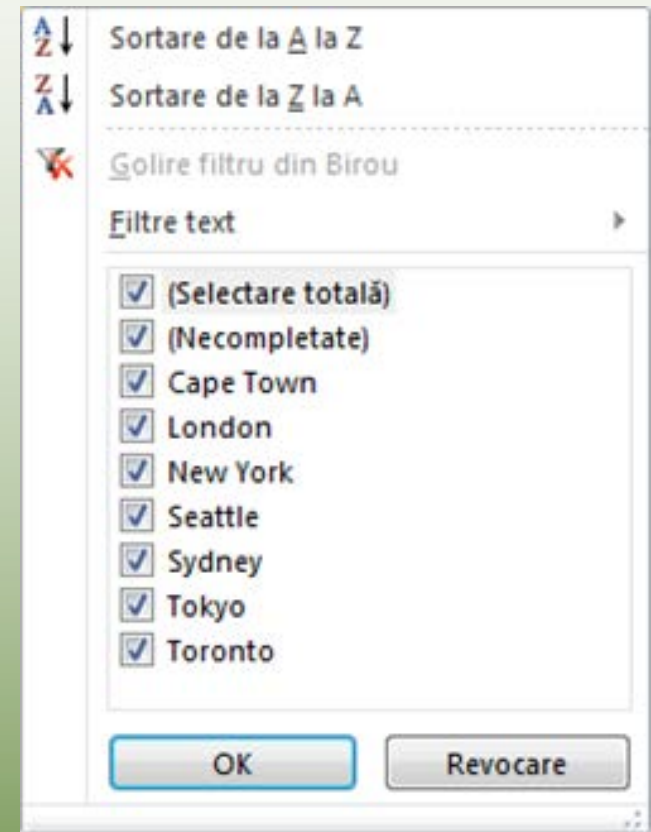 Sortare de la A la Z
Sortare de la Z la A
Golire filtru din Birou
Filtre text
(Selectare totală)
(Necompletate)
Cape Town
London
New York
Seattle
Sydney
Tokyo
Toronto
OK Revocare